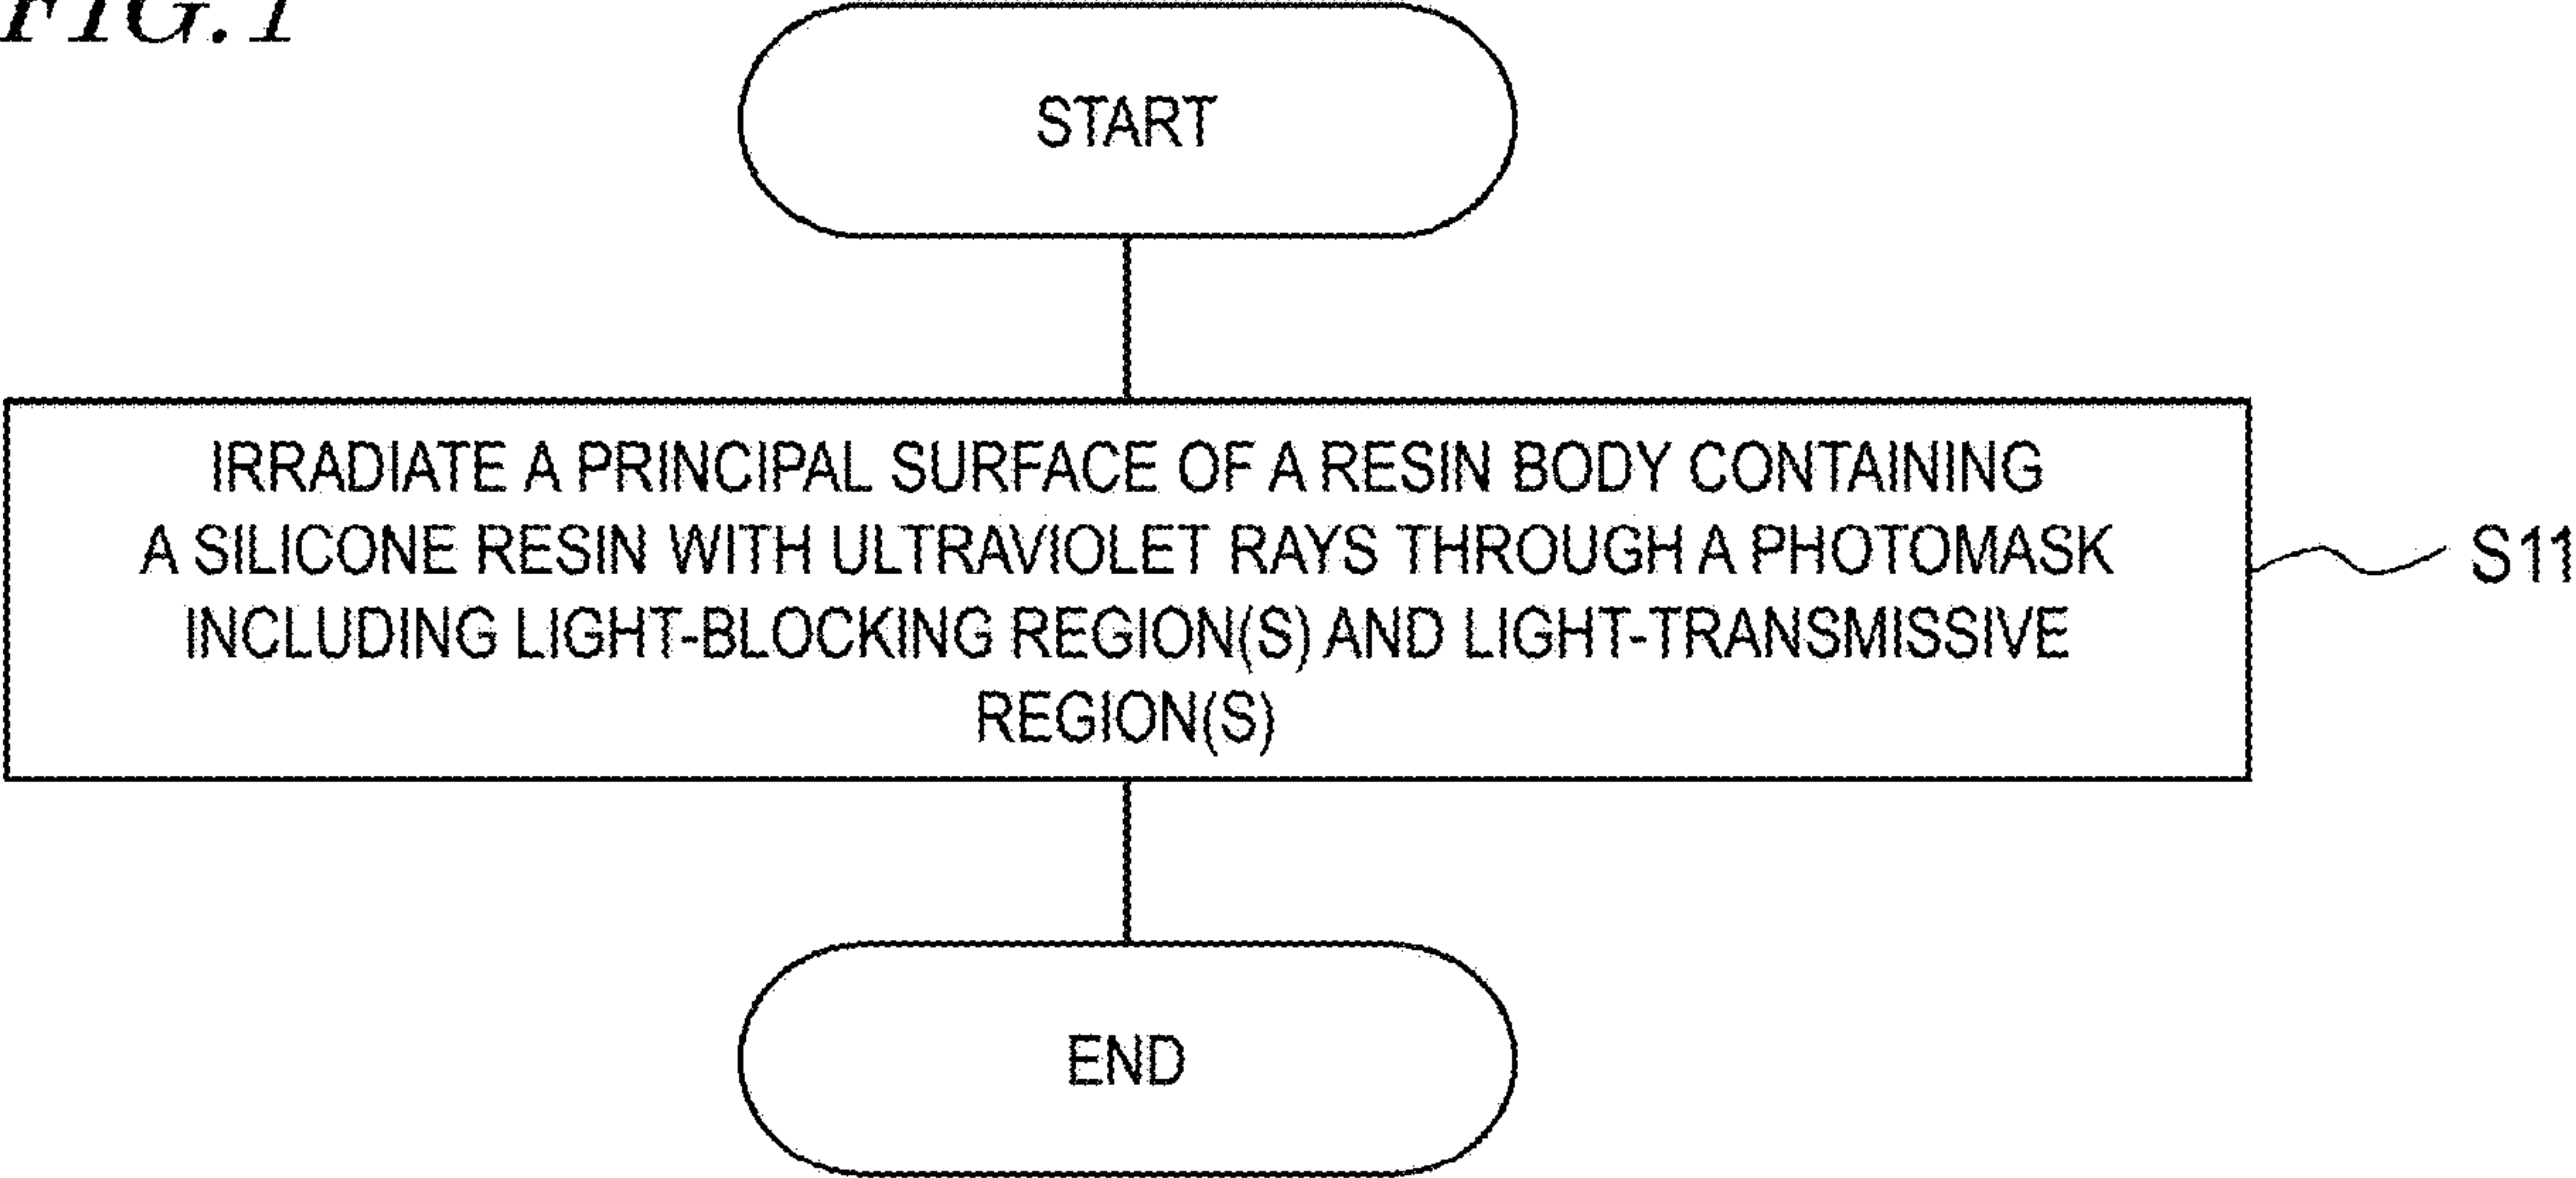 FIG.1
START
IRRADIATE A PRINCIPAL SURFACE OF A RESIN BODY CONTAINING
A SILICONE RESIN WITH ULTRAVIOLET RAYS THROUGH A PHOTOMASK
INCLUDING LIGHT-BLOCKING REGION(S) AND LIGHT-TRANSMISSIVE
REGION(S)
S11
END